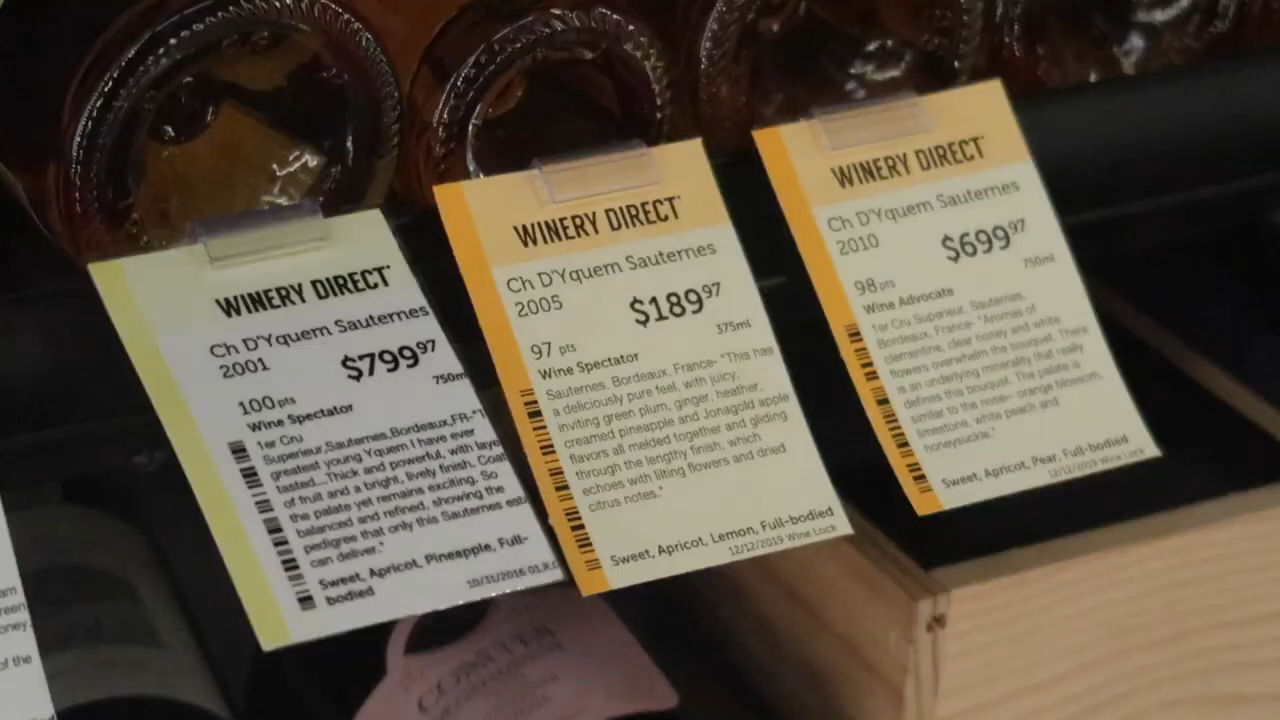 WINERY DIRECT
Ch D'Yquem Sauternes
2001
$799.97
750m
100 pts
Wine Spectator
1er Cru
Superieur,Sauternes,Bordeaux,FR-"T
greatest young Yquem I have ever
tasted...Thick and powerful, with laye
of fruit and a bright, lively finish. Coat
the palate yet remains exciting. So
balanced and refined, showing the
pedigree that only this Sauternes est
can deliver."
Sweet, Apricot, Pineapple, Full-
bodied
WINERY DIRECT
Ch D'Yquem Sauternes
2005
$189.97
375ml
97 pts
Wine Spectator
Sauternes, Bordeaux, France- "This has
a deliciously pure feel, with juicy,
inviting green plum, ginger, heather,
creamed pineapple and Jonagold apple
flavors all melded together and gliding
through the lengthy finish, which
echoes with lilting flowers and dried
citrus notes."
Sweet, Apricot, Lemon, Full-bodied
12/12/2019 Wine Lock
WINERY DIRECT
Ch D'Yquem Sauternes
2010
$699.97
750ml
98 pts
Wine Advocate
1er Cru Superieur, Sauternes,
Bordeaux, France- "Aromas of
clementine, clear honey and white
flowers overwhelm the bouquet. There
is an underlying minerality that really
defines this bouquet. The palate is
similar to the nose-- orange blossom,
limestone, white peach and
honeysuckle."
Sweet, Apricot, Pear, Full-bodied
12/12/2019 Wine Lock
of the